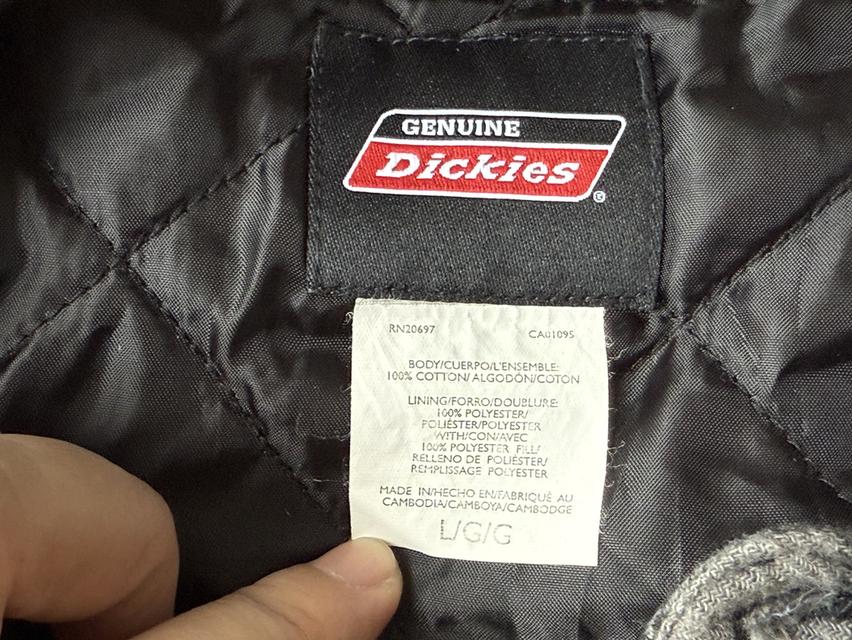 GENUINE
Dickies®
RN20697 CA01095
BODY/CUERPO/L'ENSEMBLE:
100% COTTON/ALGODÓN/COTON
LINING/FORRO/DOUBLURE:
100% POLYESTER/
POLIÉSTER/POLYESTER
WITH/CON/AVEC
100% POLYESTER FILL/
RELLENO DE POLIÉSTER/
REMPLISSAGE POLYESTER
MADE IN/HECHO EN/FABRIQUÉ AU
CAMBODIA/CAMBOYA/CAMBODGE
L/G/G